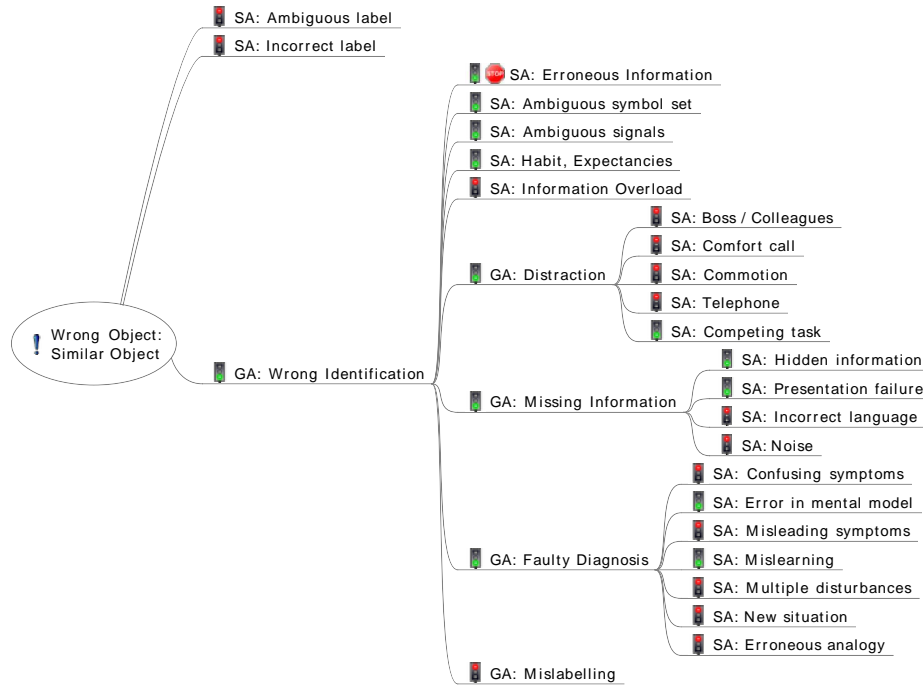 SA: Ambiguous label
SA: Incorrect label
STOP SA: Erroneous Information
SA: Ambiguous symbol set
SA: Ambiguous signals
SA: Habit, Expectancies
SA: Information Overload
SA: Boss / Colleagues
SA: Comfort call
GA: Distraction
SA: Commotion
SA: Telephone
SA: Competing task
Wrong Object:
Similar Object
GA: Wrong Identification
SA: Hidden information
SA: Presentation failure
GA: Missing Information
SA: Incorrect language
SA: Noise
SA: Confusing symptoms
SA: Error in mental model
SA: Misleading symptoms
GA: Faulty Diagnosis
SA: Mislearning
SA: Multiple disturbances
SA: New situation
SA: Erroneous analogy
GA: Mislabelling